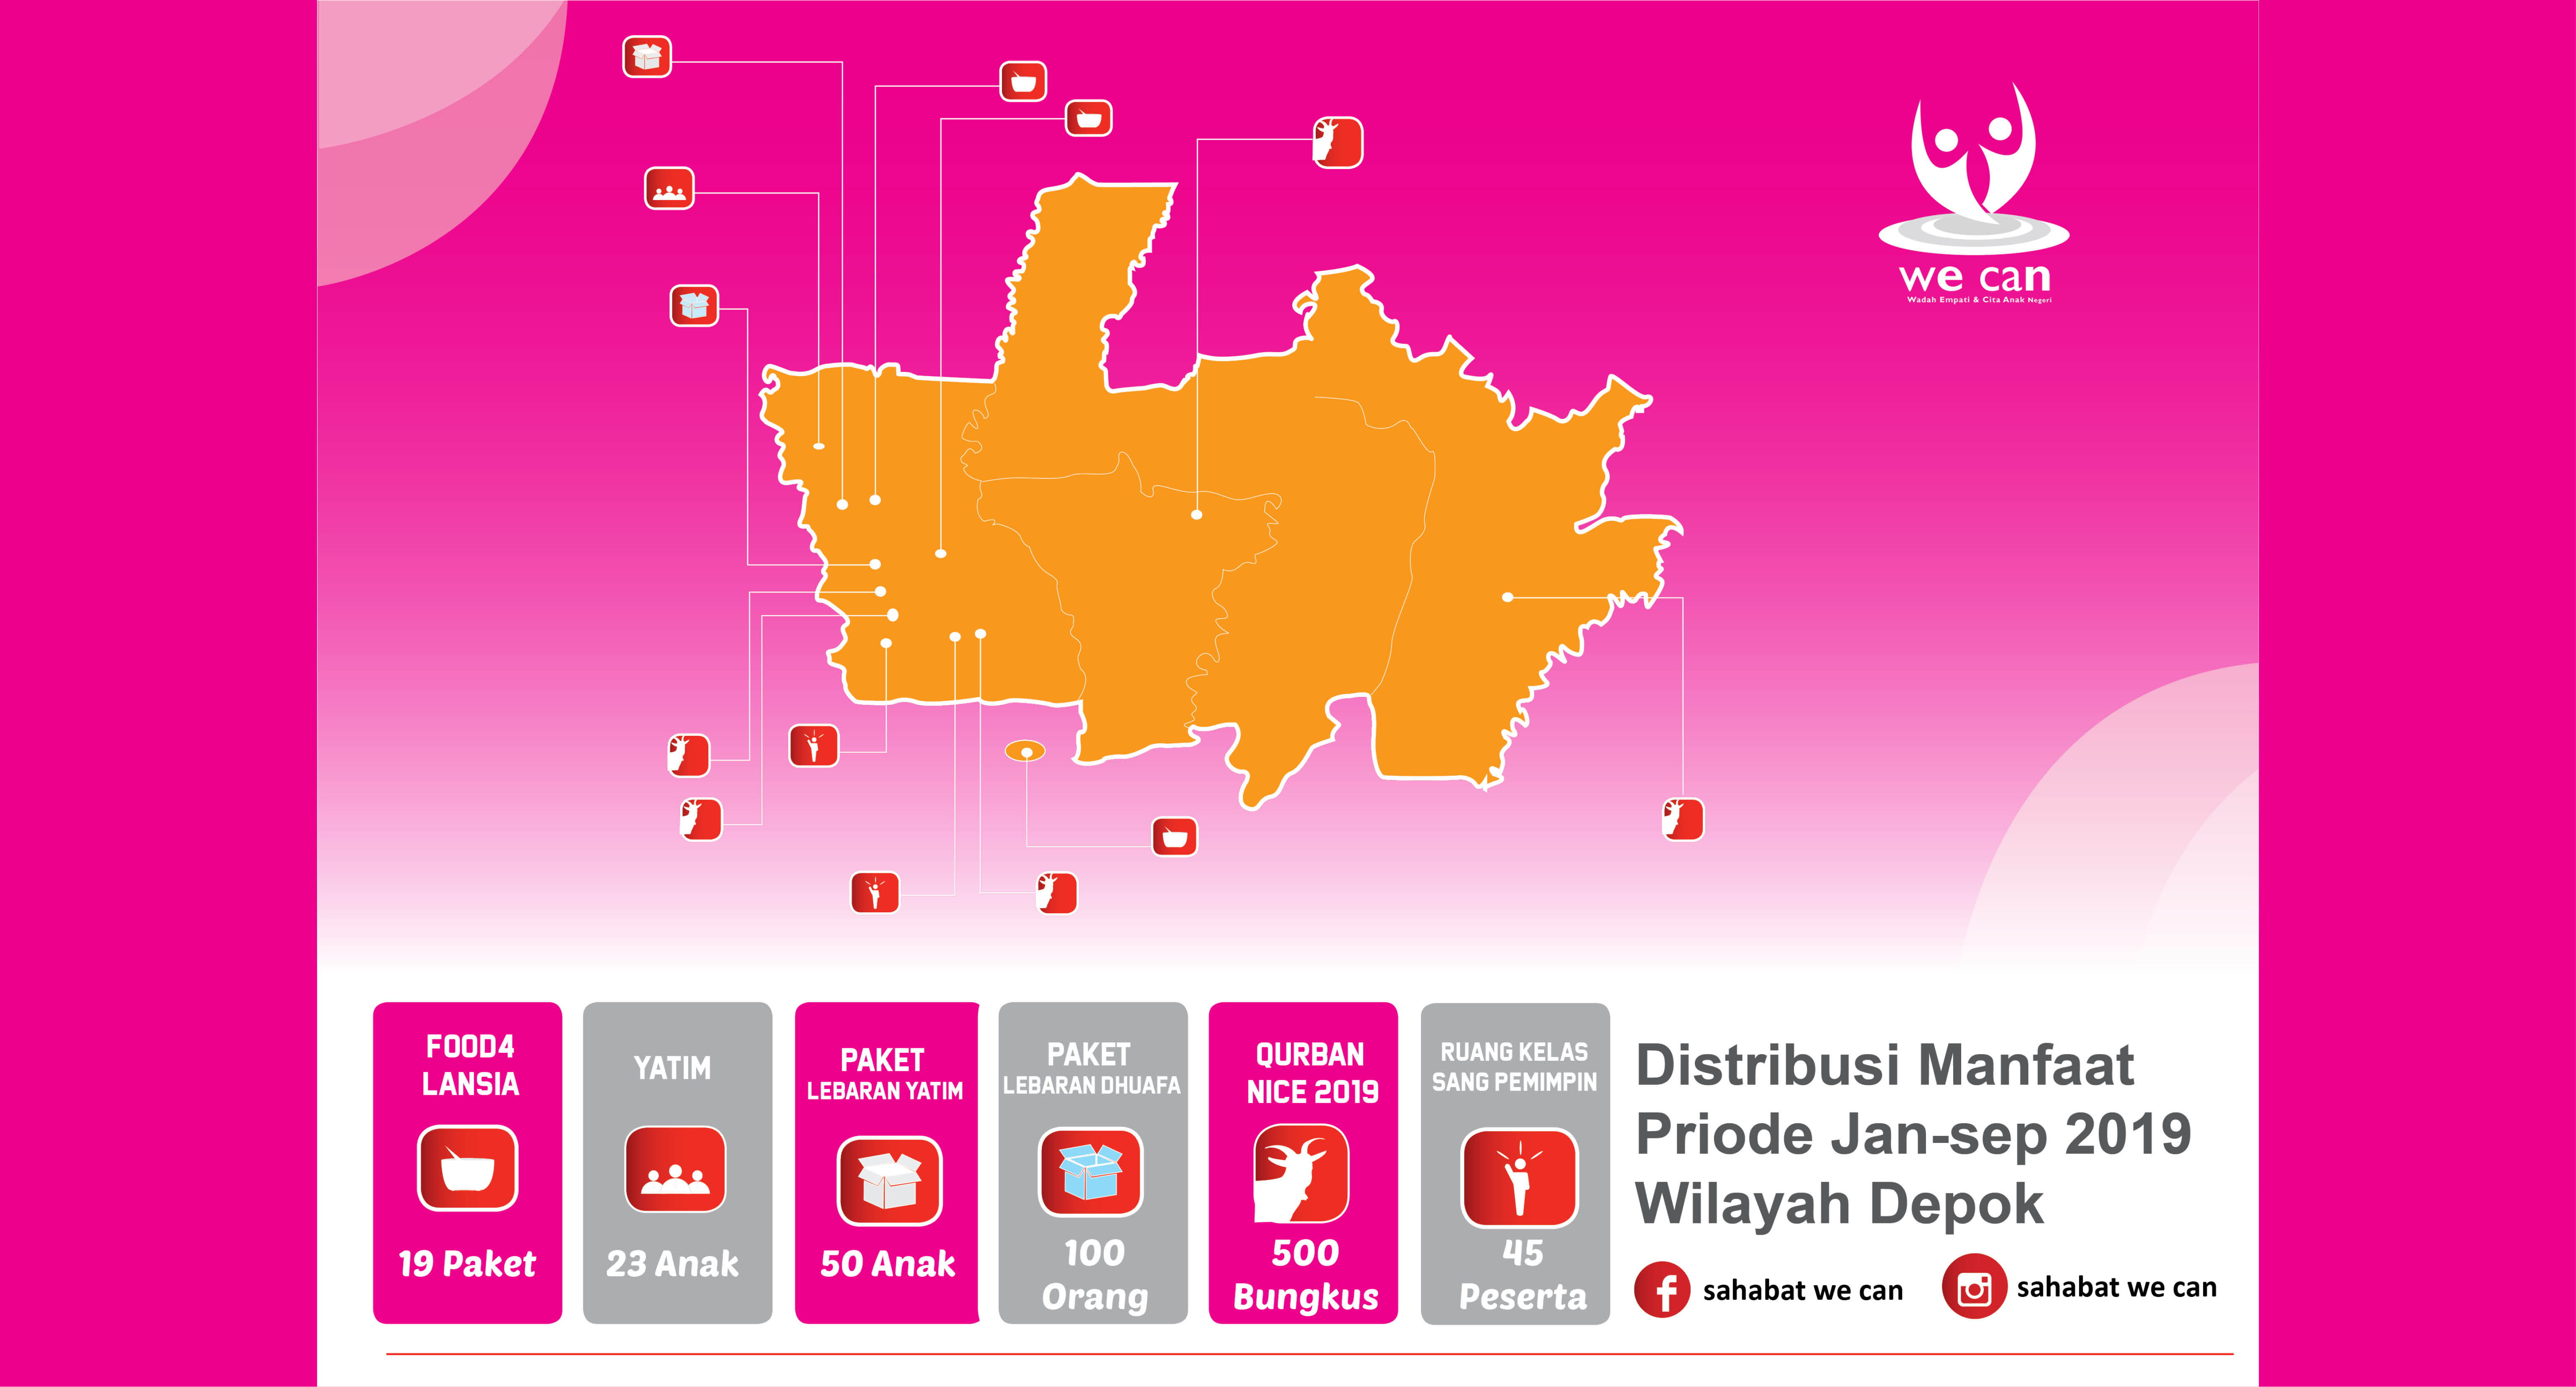 we can
Wadah Empati & Cita Anak Negeri
FOOD4
LANSIA
19 Paket
YATIM
23 Anak
PAKET
LEBARAN YATIM
50 Anak
PAKET
LEBARAN DHUAFA
100
Orang
QURBAN
NICE 2019
500
Bungkus
RUANG KELAS
SANG PEMIMPIN
45
Peserta
Distribusi Manfaat
Priode Jan-sep 2019
Wilayah Depok
sahabat we can
sahabat we can